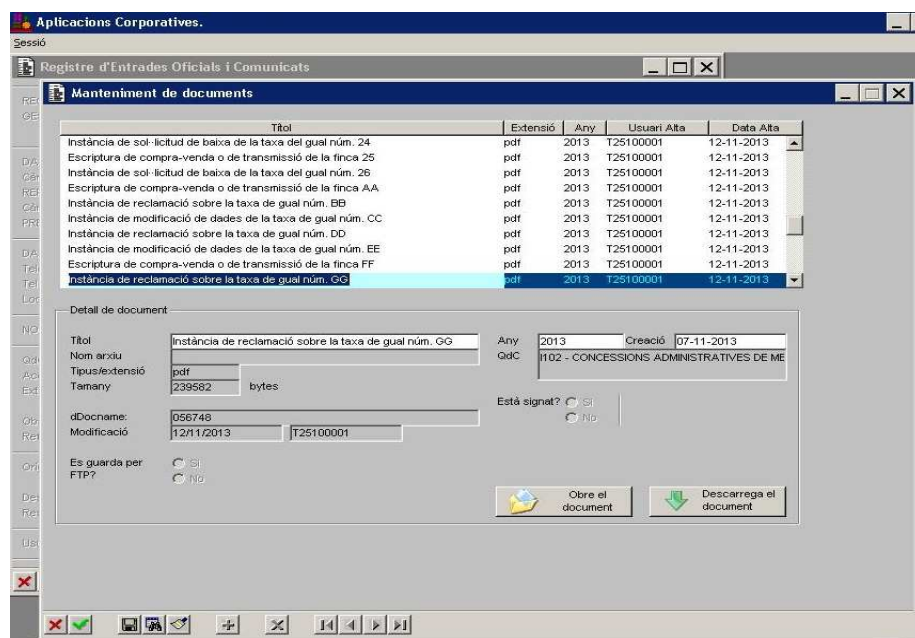 Aplicacions Corporatives.
Sessió
Registre d'Entrades Oficials i Comunicats
Manteniment de documents
Títol Extensió Any Usuari Alta Data Alta
Instància de sol·licitud de baixa de la taxa del gual núm. 24 pdf 2013 T25100001 12-11-2013
Escriptura de compra-venda o de transmissió de la finca 25 pdf 2013 T25100001 12-11-2013
Instància de sol·licitud de baixa de la taxa de gual núm. 26 pdf 2013 T25100001 12-11-2013
Escriptura de compra-venda o de transmissió de la finca AA pdf 2013 T25100001 12-11-2013
Instància de reclamació sobre la taxa de gual núm. BB pdf 2013 T25100001 12-11-2013
Instància de modificació de dades de la taxa de gual núm. CC pdf 2013 T25100001 12-11-2013
Instància de reclamació sobre la taxa de gual núm. DD pdf 2013 T25100001 12-11-2013
Instància de modificació de dades de la taxa de gual núm. EE pdf 2013 T25100001 12-11-2013
Escriptura de compra-venda o de transmissió de la finca FF pdf 2013 T25100001 12-11-2013
Instància de reclamació sobre la taxa de gual núm. GG pdf 2013 T25100001 12-11-2013
Detall de document
Títol Instància de reclamació sobre la taxa de gual núm. GG Any 2013 Creació 07-11-2013
Nom arxiu QdC I102 - CONCESSIONS ADMINISTRATIVES DE ME
Tipus/extensió pdf
Tamany 239582 bytes
Està signat? Si
No
dDocname: 056748
Modificació 12/11/2013 T25100001
Es guarda per FTP? Si
No
Obre el document
Descarrega el document